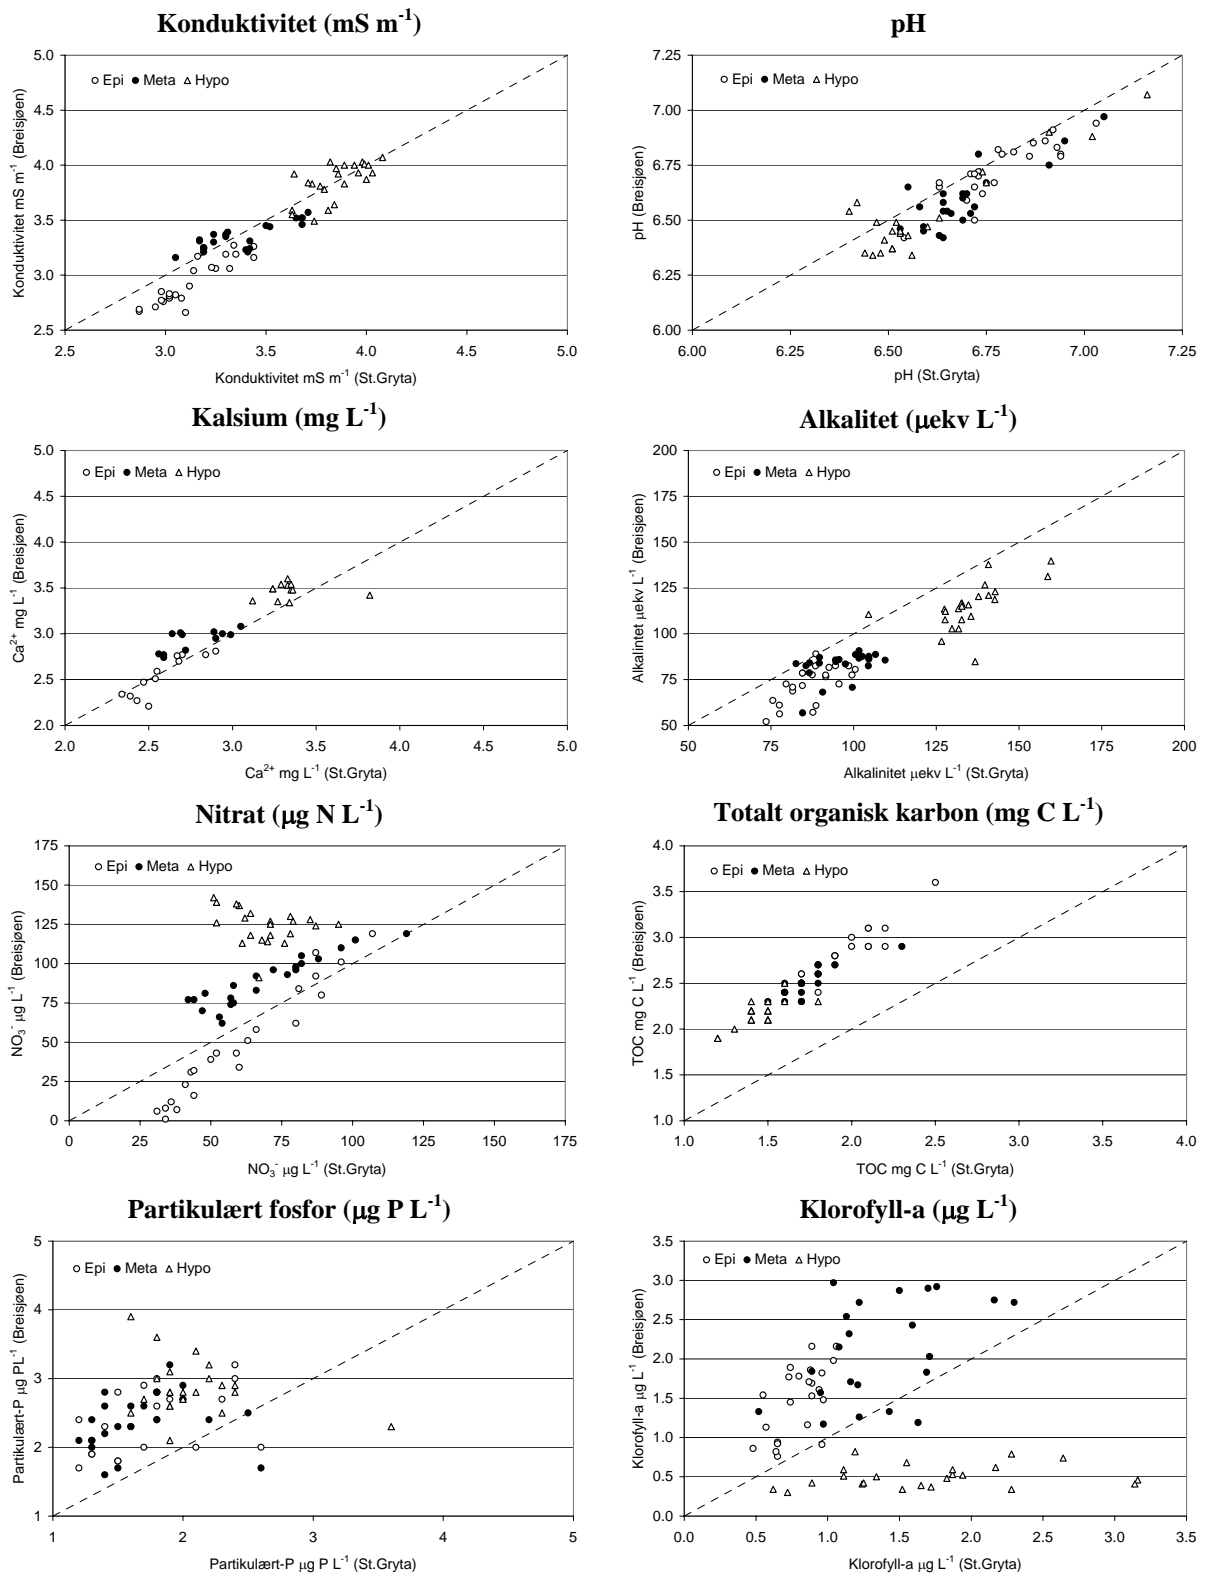 Konduktivitet (mS m⁻¹)
Konduktivitet mS m⁻¹ (Breisjøen)
5.0
4.5
4.0
3.5
3.0
2.5
Epi Meta Hypo
2.5 3.0 3.5 4.0 4.5 5.0
Konduktivitet mS m⁻¹ (St.Gryta)
pH
pH (Breisjøen)
7.25
7.00
6.75
6.50
6.25
6.00
Epi Meta Hypo
6.00 6.25 6.50 6.75 7.00 7.25
pH (St.Gryta)
Kalsium (mg L⁻¹)
Ca²⁺ mg L⁻¹ (Breisjøen)
5.0
4.5
4.0
3.5
3.0
2.5
2.0
Epi Meta Hypo
2.0 2.5 3.0 3.5 4.0 4.5 5.0
Ca²⁺ mg L⁻¹ (St.Gryta)
Alkalitet (µekv L⁻¹)
Alkalintet µekv L⁻¹ (Breisjøen)
200
175
150
125
100
75
50
Epi Meta Hypo
50 75 100 125 150 175 200
Alkalinitet µekv L⁻¹ (St.Gryta)
Nitrat (µg N L⁻¹)
NO₃⁻ µg L⁻¹ (Breisjøen)
175
150
125
100
75
50
25
0
Epi Meta Hypo
0 25 50 75 100 125 150 175
NO₃⁻ µg L⁻¹ (St.Gryta)
Totalt organisk karbon (mg C L⁻¹)
TOC mg C L⁻¹ (Breisjøen)
4.0
3.5
3.0
2.5
2.0
1.5
1.0
Epi Meta Hypo
1.0 1.5 2.0 2.5 3.0 3.5 4.0
TOC mg C L⁻¹ (St.Gryta)
Partikulært fosfor (µg P L⁻¹)
Partikulært-P µg PL⁻¹ (Breisjøen)
5
4
3
2
1
Epi Meta Hypo
1 2 3 4 5
Partikulært-P µg P L⁻¹ (St.Gryta)
Klorofyll-a (µg L⁻¹)
Klorofyll-a µg L⁻¹ (Breisjøen)
3.5
3.0
2.5
2.0
1.5
1.0
0.5
0.0
Epi Meta Hypo
0.0 0.5 1.0 1.5 2.0 2.5 3.0 3.5
Klorofyll-a µg L⁻¹ (St.Gryta)